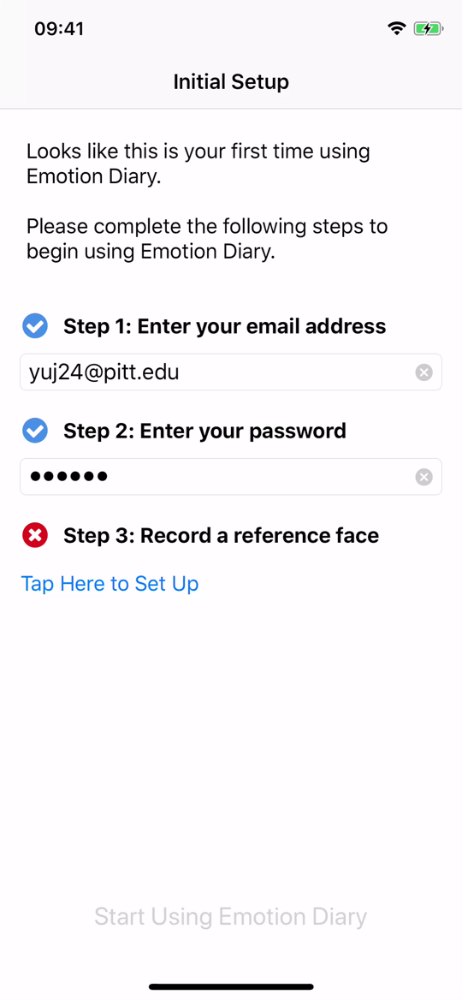 09:41
Initial Setup
Looks like this is your first time using
Emotion Diary.
Please complete the following steps to
begin using Emotion Diary.
Step 1: Enter your email address
yuj24@pitt.edu
Step 2: Enter your password
••••••
Step 3: Record a reference face
Tap Here to Set Up
Start Using Emotion Diary